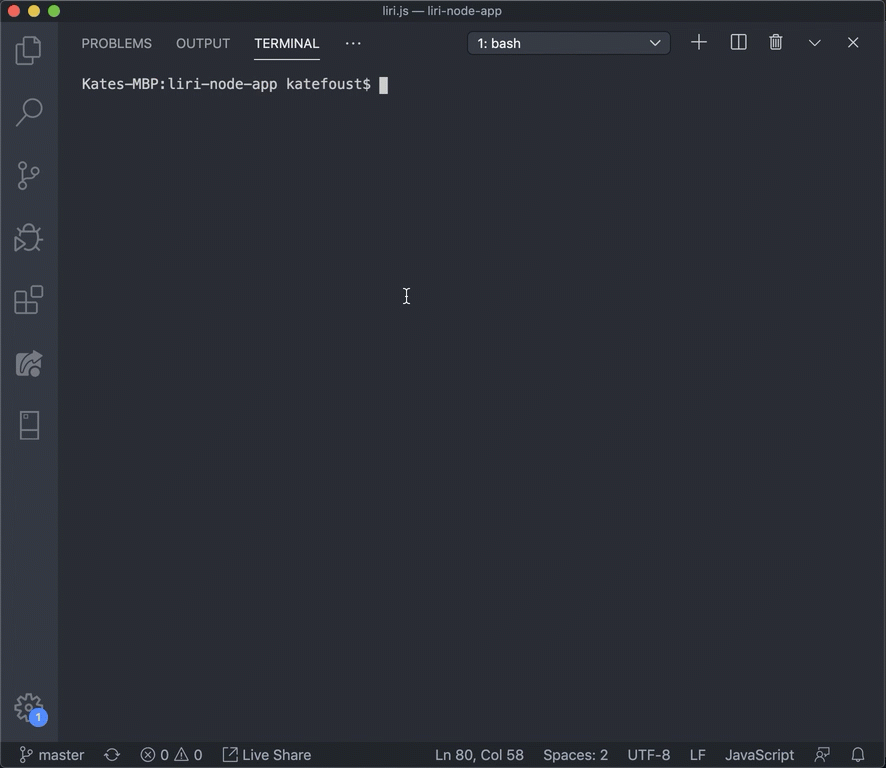 liri.js — liri-node-app
PROBLEMS OUTPUT TERMINAL ··· 1: bash
Kates-MBP:liri-node-app katefoust$
1
master 0 0 Live Share Ln 80, Col 58 Spaces: 2 UTF-8 LF JavaScript